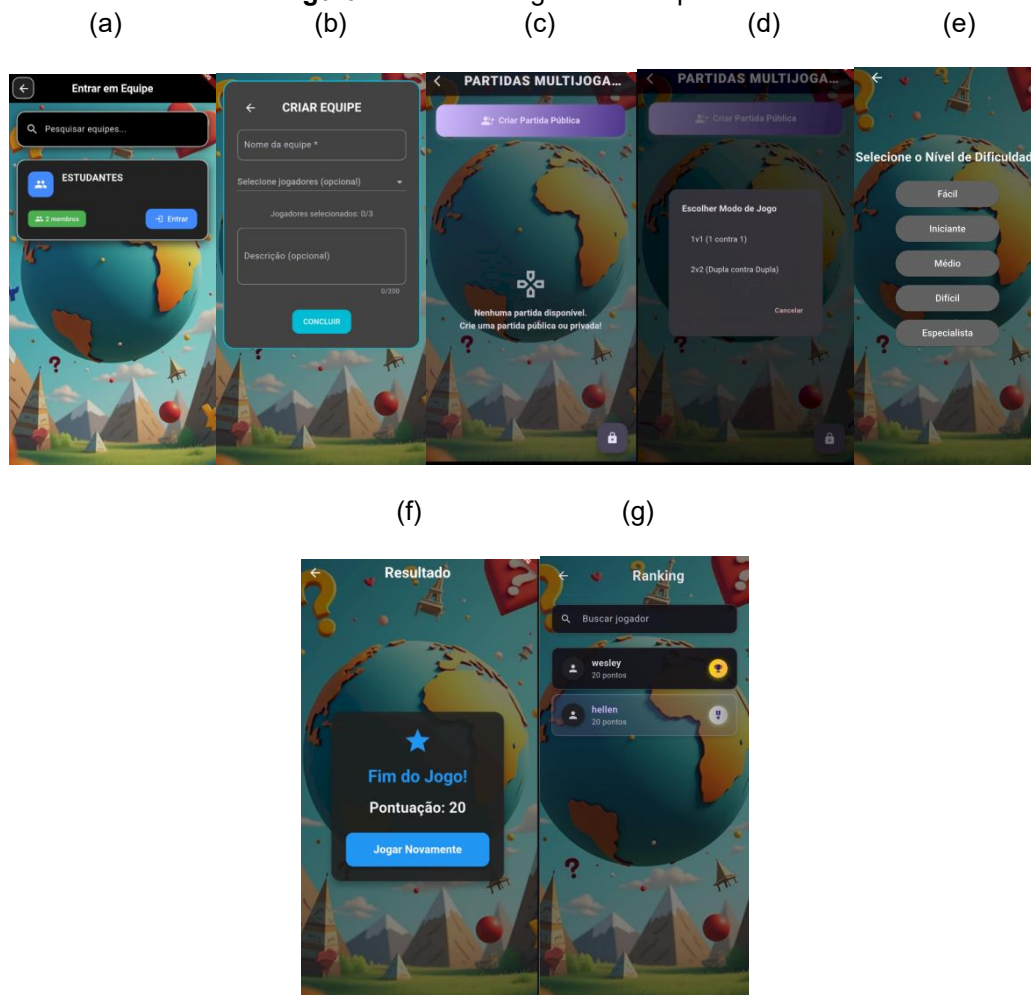 (a) (b) (c) (d) (e)
Entrar em Equipe
Pesquisar equipes...
ESTUDANTES
2 membros
Entrar
CRIAR EQUIPE
Nome da equipe *
Selecione jogadores (opcional)
Jogadores selecionados: 0/3
Descrição (opcional)
0/200
CONCLUIR
PARTIDAS MULTIJOGA...
Criar Partida Pública
Nenhuma partida disponível.
Crie uma partida pública ou privada!
PARTIDAS MULTIJOGA...
Criar Partida Pública
Escolher Modo de Jogo
1v1 (1 contra 1)
2v2 (Dupla contra Dupla)
Cancelar
Selecione o Nível de Dificuldad
Fácil
Iniciante
Médio
Difícil
Especialista
(f) (g)
Resultado
Fim do Jogo!
Pontuação: 20
Jogar Novamente
Ranking
Buscar jogador
wesley
20 pontos
hellen
20 pontos